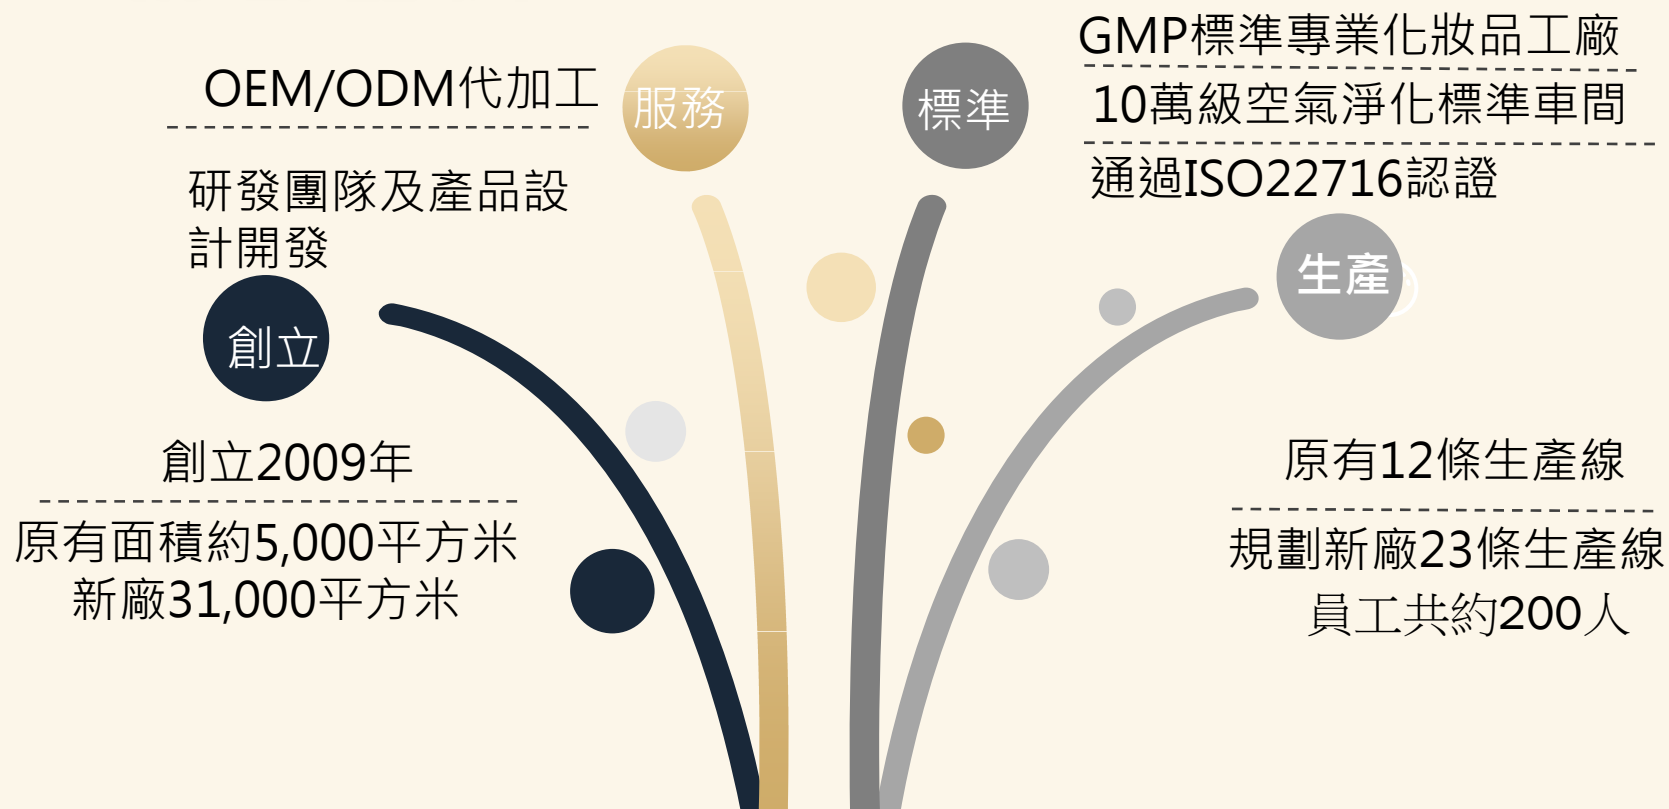 OEM/ODM代加工
研發團隊及產品設
計開發
服務
標準
GMP標準專業化妝品工廠
10萬級空氣淨化標準車間
通過ISO22716認證
創立
創立2009年
原有面積約5,000平方米
新廠31,000平方米
生產
原有12條生產線
規劃新廠23條生產線
員工共約200人